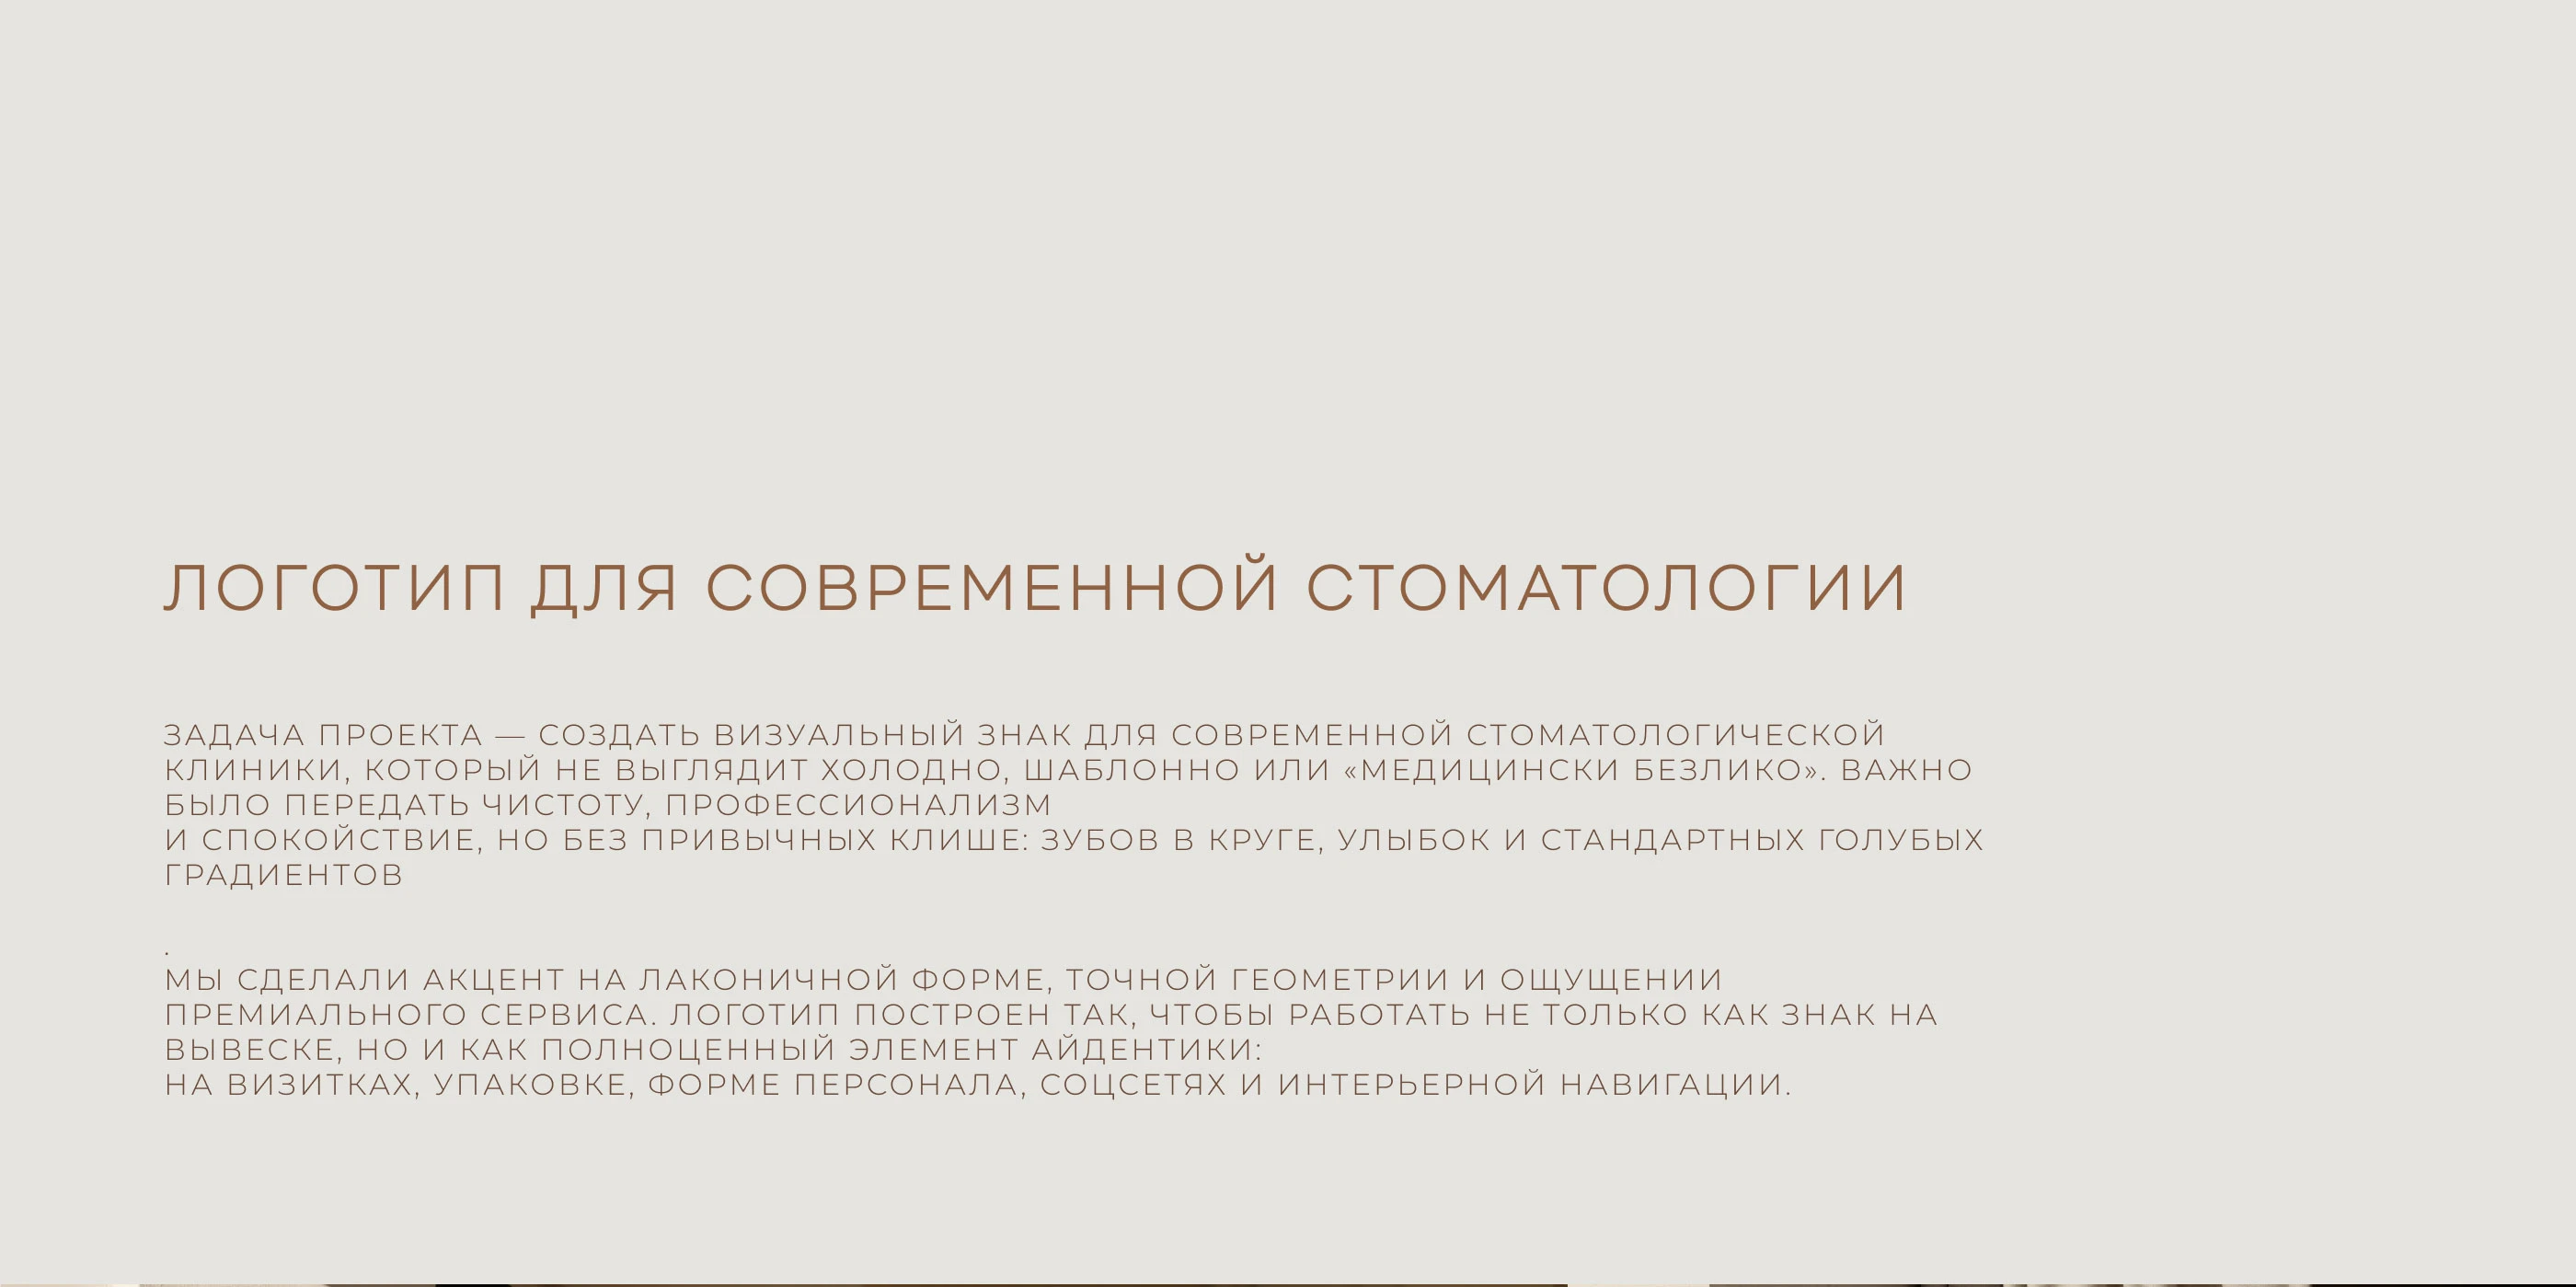 ЛОГОТИП ДЛЯ СОВРЕМЕННОЙ СТОМАТОЛОГИИ
ЗАДАЧА ПРОЕКТА — СОЗДАТЬ ВИЗУАЛЬНЫЙ ЗНАК ДЛЯ СОВРЕМЕННОЙ СТОМАТОЛОГИЧЕСКОЙ
КЛИНИКИ, КОТОРЫЙ НЕ ВЫГЛЯДИТ ХОЛОДНО, ШАБЛОННО ИЛИ «МЕДИЦИНСКИ БЕЗЛИКО». ВАЖНО
БЫЛО ПЕРЕДАТЬ ЧИСТОТУ, ПРОФЕССИОНАЛИЗМ
И СПОКОЙСТВИЕ, НО БЕЗ ПРИВЫЧНЫХ КЛИШЕ: ЗУБОВ В КРУГЕ, УЛЫБОК И СТАНДАРТНЫХ ГОЛУБЫХ
ГРАДИЕНТОВ
.
МЫ СДЕЛАЛИ АКЦЕНТ НА ЛАКОНИЧНОЙ ФОРМЕ, ТОЧНОЙ ГЕОМЕТРИИ И ОЩУЩЕНИИ
ПРЕМИАЛЬНОГО СЕРВИСА. ЛОГОТИП ПОСТРОЕН ТАК, ЧТОБЫ РАБОТАТЬ НЕ ТОЛЬКО КАК ЗНАК НА
ВЫВЕСКЕ, НО И КАК ПОЛНОЦЕННЫЙ ЭЛЕМЕНТ АЙДЕНТИКИ:
НА ВИЗИТКАХ, УПАКОВКЕ, ФОРМЕ ПЕРСОНАЛА, СОЦСЕТЯХ И ИНТЕРЬЕРНОЙ НАВИГАЦИИ.